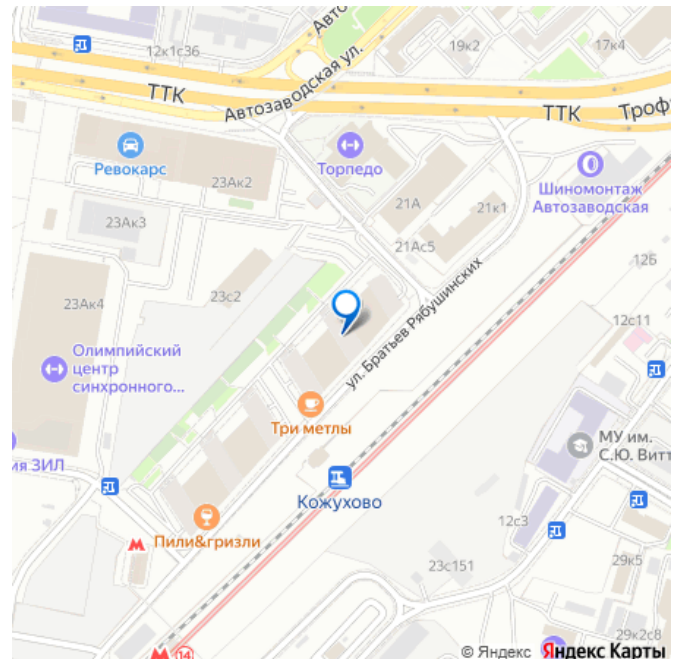 Авто
12к1с36
19к2
17к4
Автозаводская ул.
ТТК
ТТК
Троф
Ревокарс
Торпедо
Шиномонтаж
Автозаводская
23Ак2
21А
21к1
23Ак3
21Ас5
12б
23с2
23Ак4
12с11
ул. Братьев Рябушинских
Олимпийский
центр
синхронного...
Три метлы
МУ им.
С.Ю. Витт
ия ЗИЛ
Кожухово
12с3
Пили&гризли
29к5
23с151
29к2с8
14
© Яндекс
Яндекс Карты